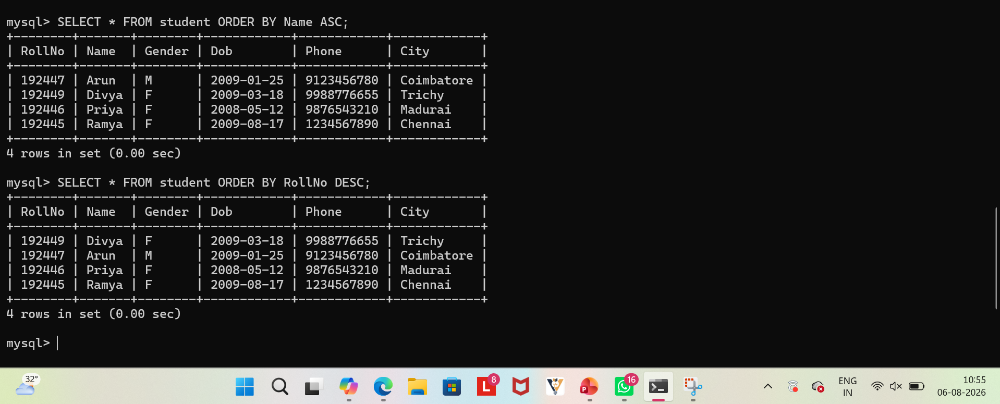 mysql> SELECT * FROM student ORDER BY Name ASC;
+--------+-------+--------+------------+------------+------------+
| RollNo | Name  | Gender | Dob        | Phone      | City       |
+--------+-------+--------+------------+------------+------------+
| 192447 | Arun  | M      | 2009-01-25 | 9123456780 | Coimbatore |
| 192449 | Divya | F      | 2009-03-18 | 9988776655 | Trichy     |
| 192446 | Priya | F      | 2008-05-12 | 9876543210 | Madurai    |
| 192445 | Ramya | F      | 2009-08-17 | 1234567890 | Chennai    |
+--------+-------+--------+------------+------------+------------+
4 rows in set (0.00 sec)
mysql> SELECT * FROM student ORDER BY RollNo DESC;
+--------+-------+--------+------------+------------+------------+
| RollNo | Name  | Gender | Dob        | Phone      | City       |
+--------+-------+--------+------------+------------+------------+
| 192449 | Divya | F      | 2009-03-18 | 9988776655 | Trichy     |
| 192447 | Arun  | M      | 2009-01-25 | 9123456780 | Coimbatore |
| 192446 | Priya | F      | 2008-05-12 | 9876543210 | Madurai    |
| 192445 | Ramya | F      | 2009-08-17 | 1234567890 | Chennai    |
+--------+-------+--------+------------+------------+------------+
4 rows in set (0.00 sec)
mysql>
32°
L 8
P
16
ENG
IN
10:55
06-08-2026